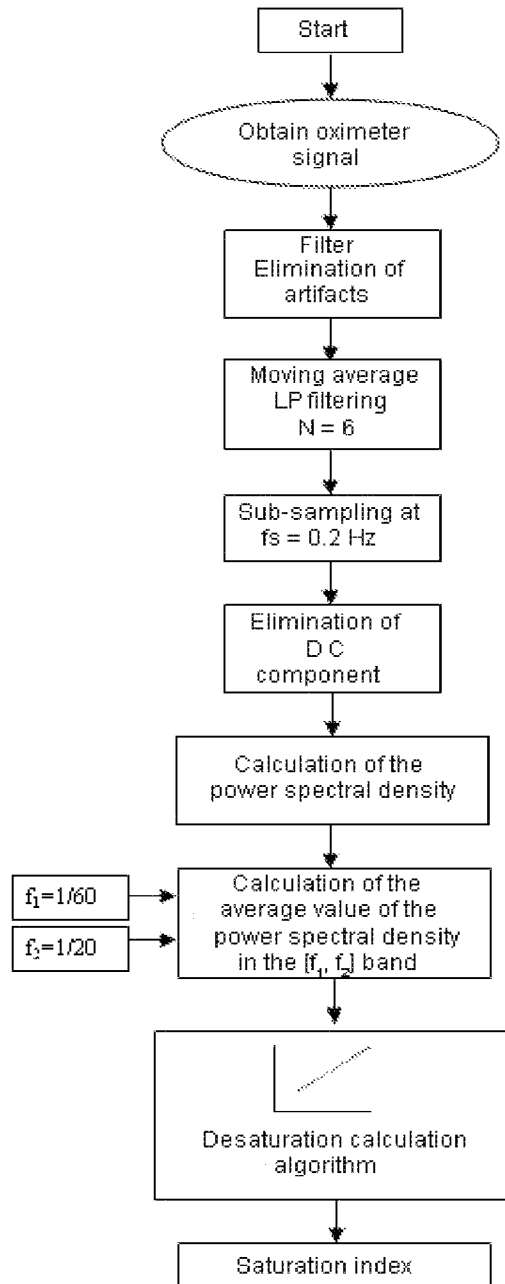 Start
Obtain oximeter
signal
Filter
Elimination of
artifacts
Moving average
LP filtering
N = 6
Sub-sampling at
fs = 0.2 Hz
Elimination of
D C
component
Calculation of the
power spectral density
f₁=1/60
f₂=1/20
Calculation of the
average value of the
power spectral density
in the [f₁, f₂] band
Desaturation calculation
algorithm
Saturation index